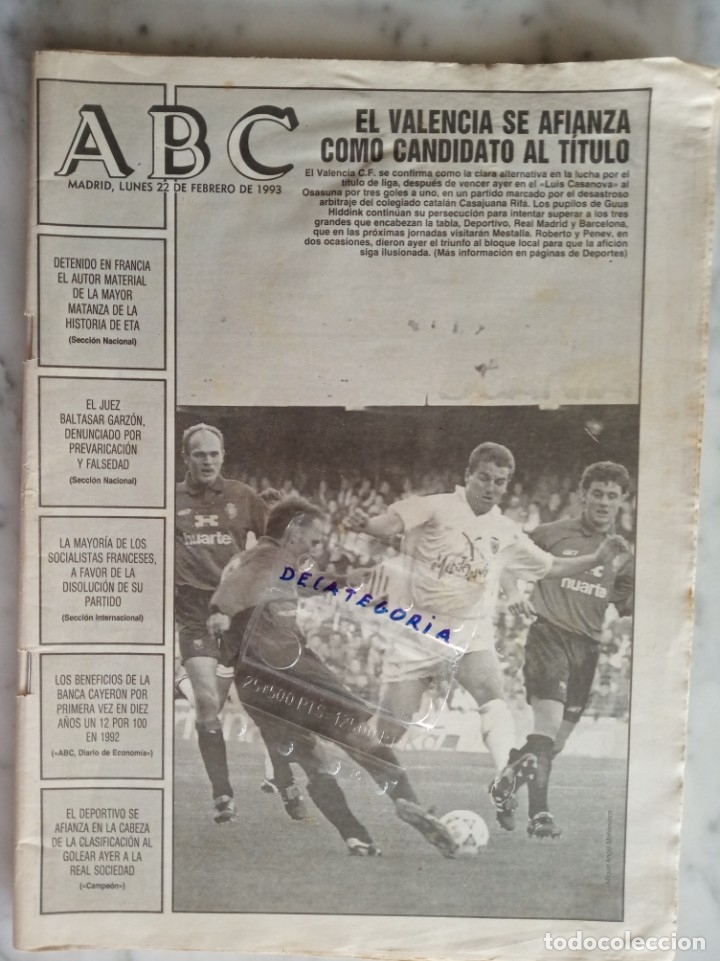 ABC
MADRID, LUNES 22 DE FEBRERO DE 1993
EL VALENCIA SE AFIANZA
COMO CANDIDATO AL TÍTULO
El Valencia C.F. se confirma como la clara alternativa en la lucha por el
título de liga, después de vencer ayer en el «Luis Casanova» al
Osasuna por tres goles a uno, en un partido marcado por el desastroso
arbitraje del colegiado catalán Casajuana Rifa. Los pupilos de Guus
Hiddink continúan su persecución para intentar superar a los tres
grandes que encabezan la tabla, Deportivo, Real Madrid y Barcelona,
que en las próximas jornadas visitarán Mestalla. Roberto y Penev, en
dos ocasiones, dieron ayer el triunfo al bloque local para que la afición
siga ilusionada. (Más información en páginas de Deportes)
DETENIDO EN FRANCIA
EL AUTOR MATERIAL
DE LA MAYOR
MATANZA DE LA
HISTORIA DE ETA
(Sección Nacional)
EL JUEZ
BALTASAR GARZÓN,
DENUNCIADO POR
PREVARICACIÓN
Y FALSEDAD
(Sección Nacional)
LA MAYORÍA DE LOS
SOCIALISTAS FRANCESES,
A FAVOR DE LA
DISOLUCIÓN DE SU
PARTIDO
(Sección Internacional)
LOS BENEFICIOS DE LA
BANCA CAYERON POR
PRIMERA VEZ EN DIEZ
AÑOS UN 12 POR 100
EN 1992
(«ABC, Diario de Economía»)
EL DEPORTIVO SE
AFIANZA EN LA CABEZA
DE LA CLASIFICACIÓN AL
GOLEAR AYER A LA
REAL SOCIEDAD
(«Campeón»)
huarte
huarte
DECATEGORIA
25x500 PTS
todocoleccion